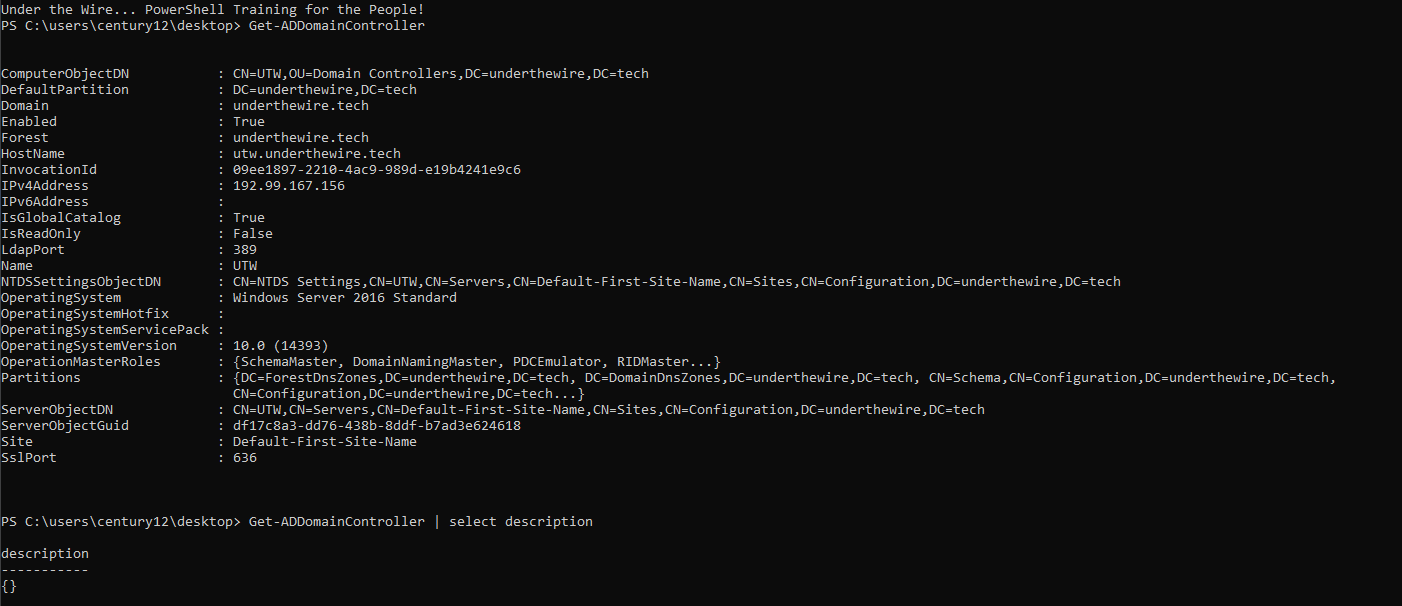 Under the Wire... PowerShell Training for the People!
PS C:\users\century12\desktop> Get-ADDomainController
ComputerObjectDN           : CN=UTW,OU=Domain Controllers,DC=underthewire,DC=tech
DefaultPartition           : DC=underthewire,DC=tech
Domain                     : underthewire.tech
Enabled                    : True
Forest                     : underthewire.tech
HostName                   : utw.underthewire.tech
InvocationId               : 09ee1897-2210-4ac9-989d-e19b4241e9c6
IPv4Address                : 192.99.167.156
IPv6Address                :
IsGlobalCatalog            : True
IsReadOnly                 : False
LdapPort                   : 389
Name                       : UTW
NTDSSettingsObjectDN       : CN=NTDS Settings,CN=UTW,CN=Servers,CN=Default-First-Site-Name,CN=Sites,CN=Configuration,DC=underthewire,DC=tech
OperatingSystem            : Windows Server 2016 Standard
OperatingSystemHotfix      :
OperatingSystemServicePack :
OperatingSystemVersion     : 10.0 (14393)
OperationMasterRoles       : {SchemaMaster, DomainNamingMaster, PDCEmulator, RIDMaster...}
Partitions                 : {DC=ForestDnsZones,DC=underthewire,DC=tech, DC=DomainDnsZones,DC=underthewire,DC=tech, CN=Schema,CN=Configuration,DC=underthewire,DC=tech,
                             CN=Configuration,DC=underthewire,DC=tech...}
ServerObjectDN             : CN=UTW,CN=Servers,CN=Default-First-Site-Name,CN=Sites,CN=Configuration,DC=underthewire,DC=tech
ServerObjectGuid           : df17c8a3-dd76-438b-8ddf-b7ad3e624618
Site                       : Default-First-Site-Name
SslPort                    : 636
PS C:\users\century12\desktop> Get-ADDomainController | select description
description
-----------
{}